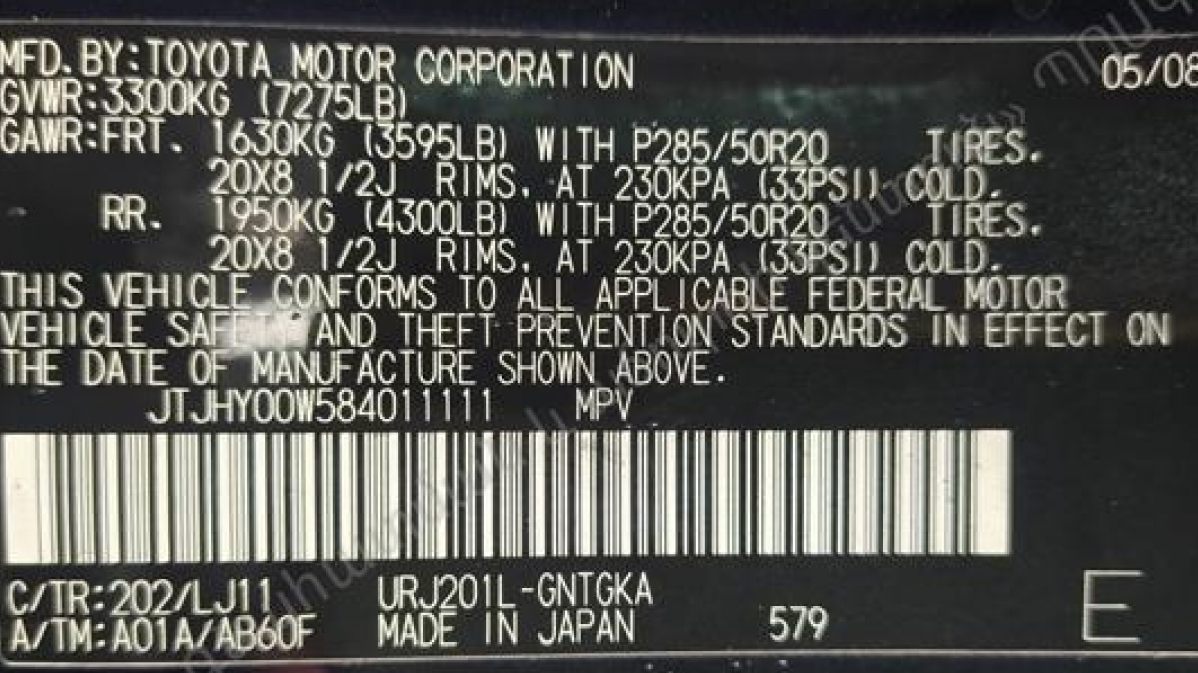 MFD. BY:TOYOTA MOTOR CORPORATION 05/08
GVWR:3300KG (7275LB)
GAWR:FRT. 1630KG (3595LB) WITH P285/50R20 TIRES.
20X8 1/2J RIMS, AT 230KPA (33PSI) COLD.
RR. 1950KG (4300LB) WITH P285/50R20 TIRES.
20X8 1/2J RIMS, AT 230KPA (33PSI) COLD.
THIS VEHICLE CONFORMS TO ALL APPLICABLE FEDERAL MOTOR
VEHICLE SAFETY AND THEFT PREVENTION STANDARDS IN EFFECT ON
THE DATE OF MANUFACTURE SHOWN ABOVE.
JTJHY00W584011111 MPV
C/TR:202/LJ11 URJ201L-GNTGKA
A/TM:A01A/AB60F MADE IN JAPAN 579 E